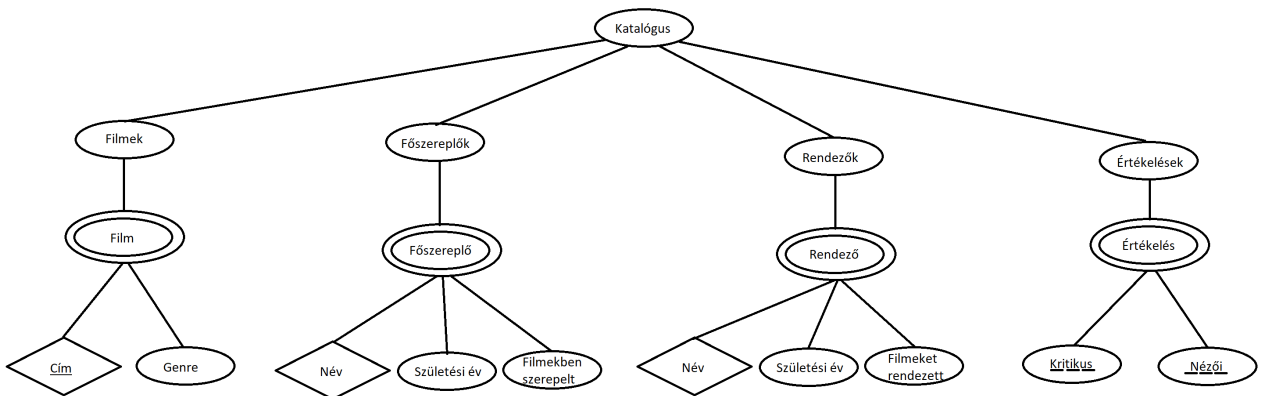 Katalógus
Filmek
Főszereplők
Rendezők
Értékelések
Film
Főszereplő
Rendező
Értékelés
Cím
Genre
Név
Születési év
Filmekben
szerepelt
Név
Születési év
Filmeket
rendezett
Kritikus
Nézői